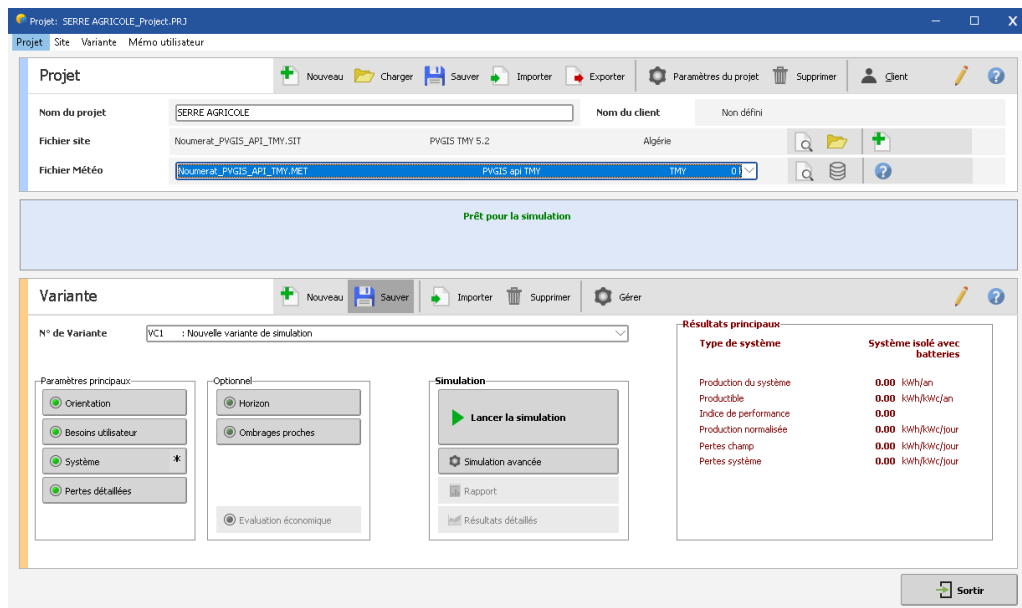 Projet: SERRE AGRICOLE_Project.PRJ
Projet Site Variante Mémo utilisateur
Projet Nouveau Charger Sauver Importer Exporter Paramètres du projet Supprimer Client
Nom du projet SERRE AGRICOLE Nom du client Non défini
Fichier site Noumerat_PVGIS_API_TMY.SIT PVGIS TMY 5.2 Algérie
Fichier Météo Noumerat_PVGIS_API_TMY.MET PVGIS api TMY TMY 0
Prêt pour la simulation
Variante Nouveau Sauver Importer Supprimer Gérer
N° de Variante VC1 : Nouvelle variante de simulation
Paramètres principaux
Orientation
Besoins utilisateur
Système *
Pertes détaillées
Optionnel
Horizon
Ombrages proches
Evaluation économique
Simulation
Lancer la simulation
Simulation avancée
Rapport
Résultats détaillés
Résultats principaux
Type de système Système isolé avec
batteries
Production du système 0.00 kWh/an
Productible 0.00 kWh/kWc/an
Indice de performance 0.00
Production normalisée 0.00 kWh/kWc/jour
Pertes champ 0.00 kWh/kWc/jour
Pertes système 0.00 kWh/kWc/jour
Sortir